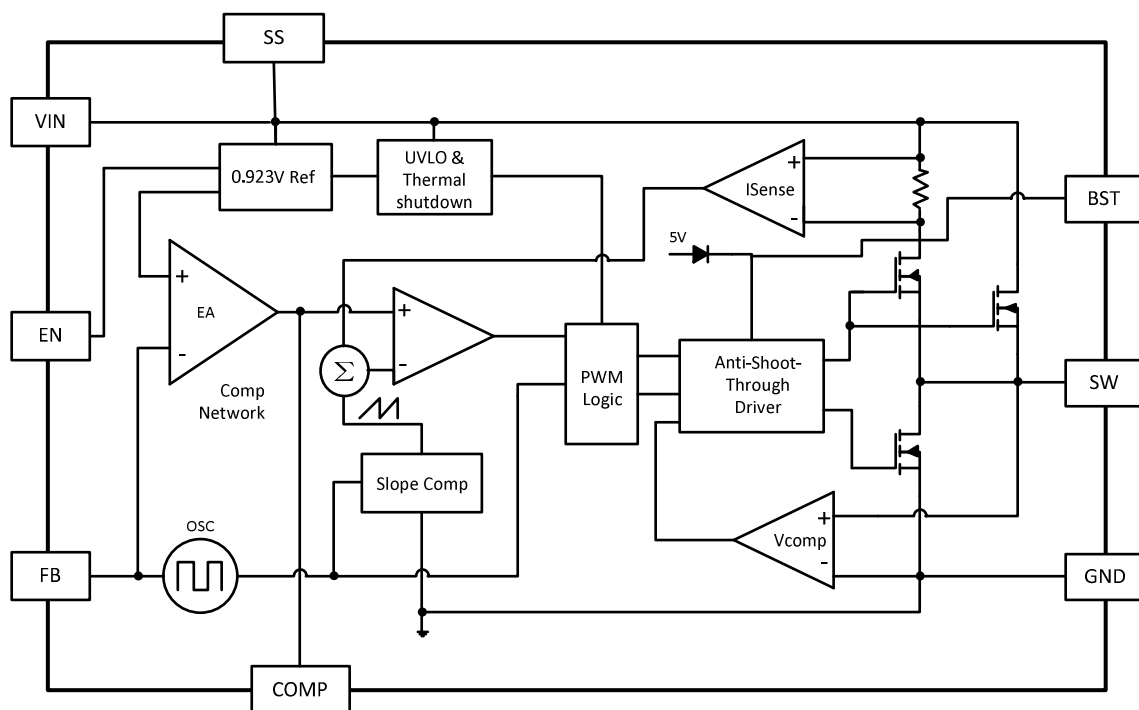 SS
VIN
0.923V Ref
UVLO &
Thermal
shutdown
+
ISense
-
BST
5V
+
EA
-
+
-
EN
Σ
PWM
Logic
Anti-Shoot-
Through
Driver
SW
Comp
Network
Slope Comp
+
Vcomp
-
OSC
FB
GND
COMP